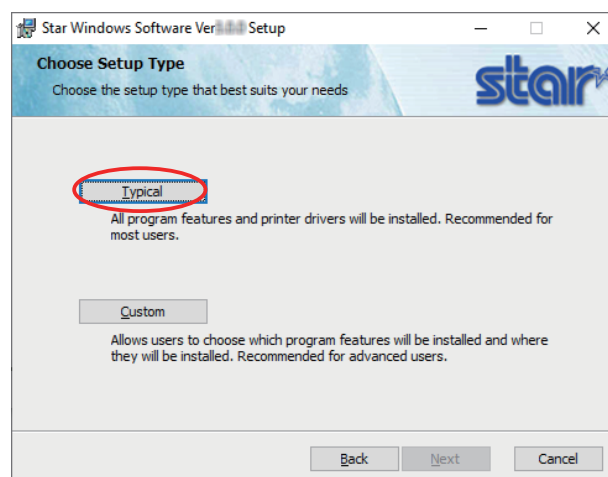 Star Windows Software Ver Setup
Choose Setup Type
Choose the setup type that best suits your needs
star
Typical
All program features and printer drivers will be installed. Recommended for
most users.
Custom
Allows users to choose which program features will be installed and where
they will be installed. Recommended for advanced users.
Back Next Cancel